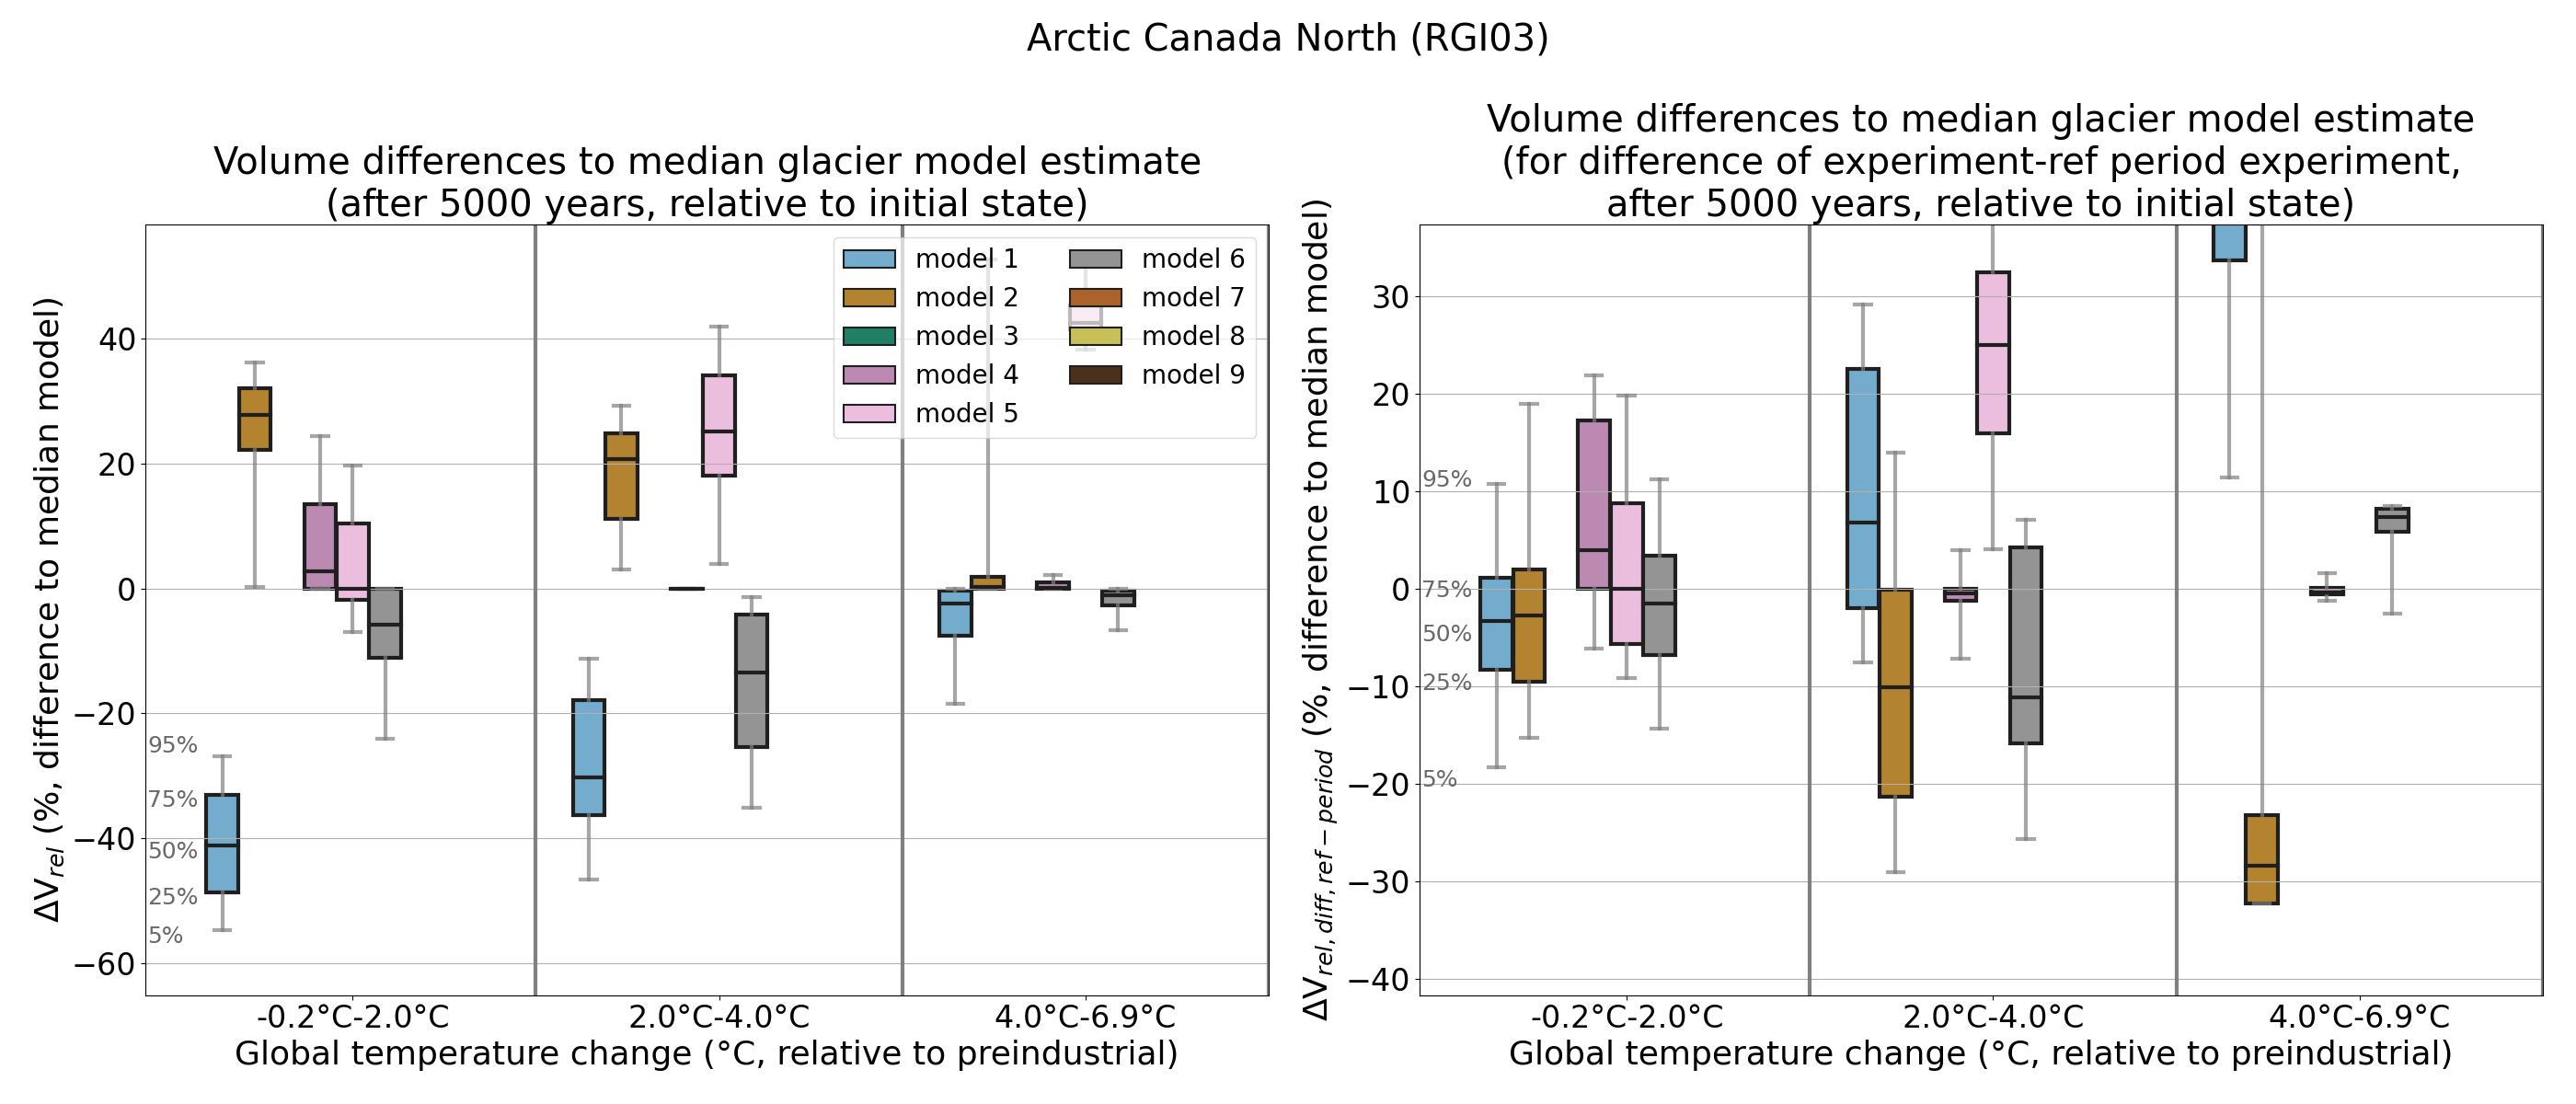 Arctic Canada North (RGI03)
Volume differences to median glacier model estimate
(after 5000 years, relative to initial state)
ΔV_rel (%, difference to median model)
40
20
0
−20
−40
−60
95%
75%
50%
25%
5%
model 1
model 2
model 3
model 4
model 5
model 6
model 7
model 8
model 9
-0.2°C-2.0°C
2.0°C-4.0°C
4.0°C-6.9°C
Global temperature change (°C, relative to preindustrial)
Volume differences to median glacier model estimate
(for difference of experiment-ref period experiment,
after 5000 years, relative to initial state)
ΔV_rel, diff, ref − period (%, difference to median model)
30
20
10
0
−10
−20
−30
−40
95%
75%
50%
25%
5%
-0.2°C-2.0°C
2.0°C-4.0°C
4.0°C-6.9°C
Global temperature change (°C, relative to preindustrial)